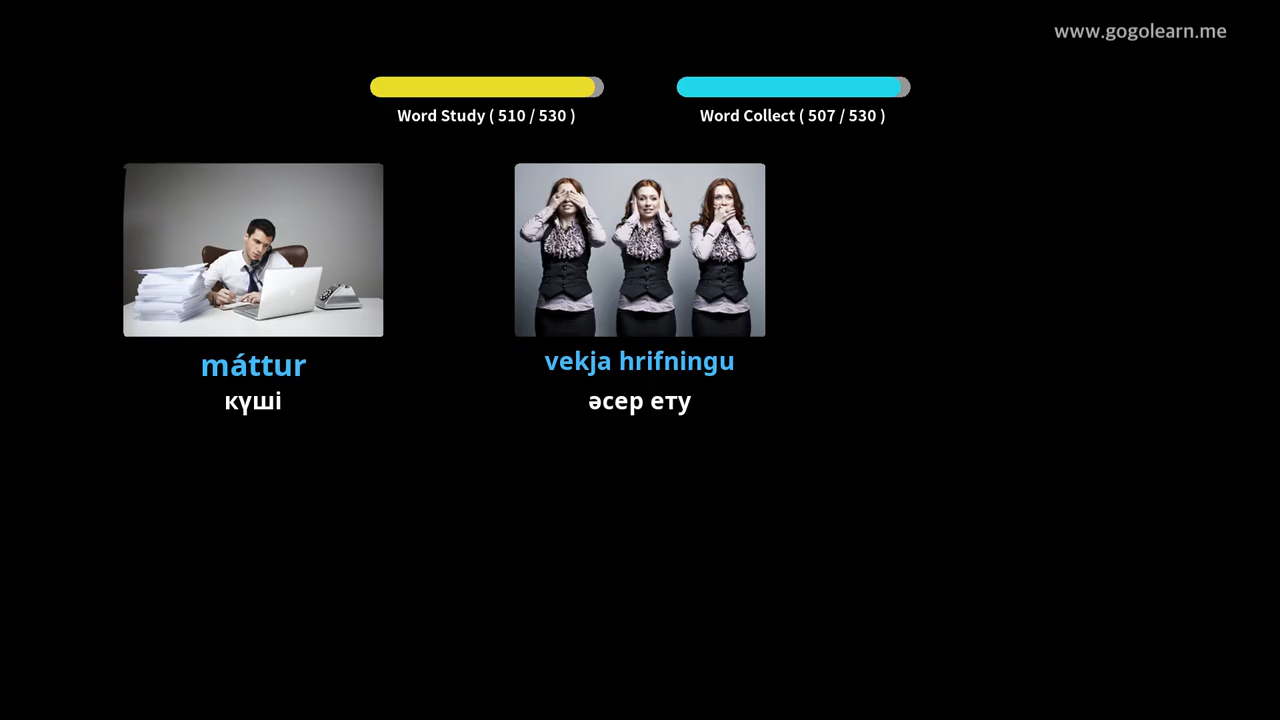 www.gogolearn.me
Word Study ( 510 / 530 )
Word Collect ( 507 / 530 )
máttur
күші
vekja hrifningu
әсер ету